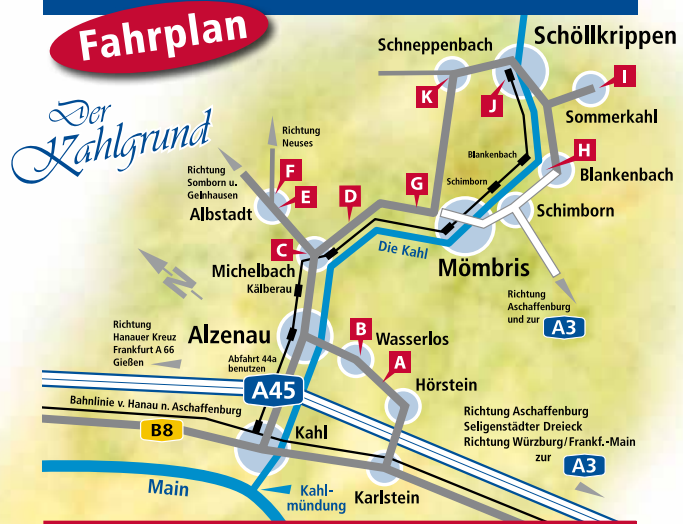 Fahrplan
Der
Kahlgrund
Schneppenbach
Schöllkrippen
K
J
I
Sommerkahl
Richtung
Neuses
Richtung
Somborn u.
Gelnhausen
F
E
Albstadt
D
G
Blankenbach
H
Blankenbach
Schimborn
Schimborn
C
Michelbach
Kälberau
Die Kahl
Mömbris
N
Richtung
Aschaffenburg
und zur
A3
Richtung
Hanauer Kreuz
Frankfurt A 66
Gießen
Alzenau
B
Wasserlos
A
Abfahrt 44a
benutzen
A45
Hörstein
Bahnlinie v. Hanau n. Aschaffenburg
B8
Kahl
Richtung Aschaffenburg
Seligenstädter Dreieck
Richtung Würzburg/Frankf.-Main
zur
A3
Main
Kahl-
mündung
Karlstein